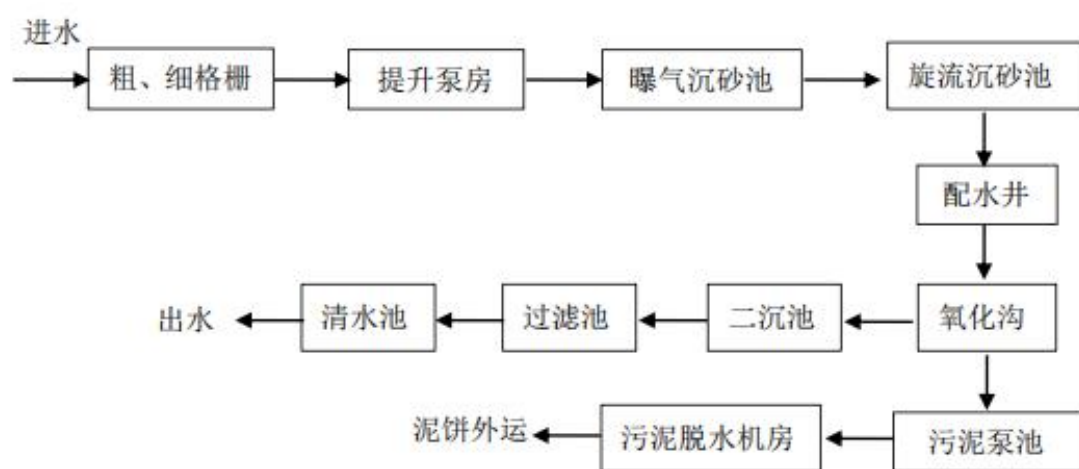 进水
粗、细格栅
提升泵房
曝气沉砂池
旋流沉砂池
配水井
氧化沟
二沉池
过滤池
清水池
出水
污泥泵池
污泥脱水机房
泥饼外运